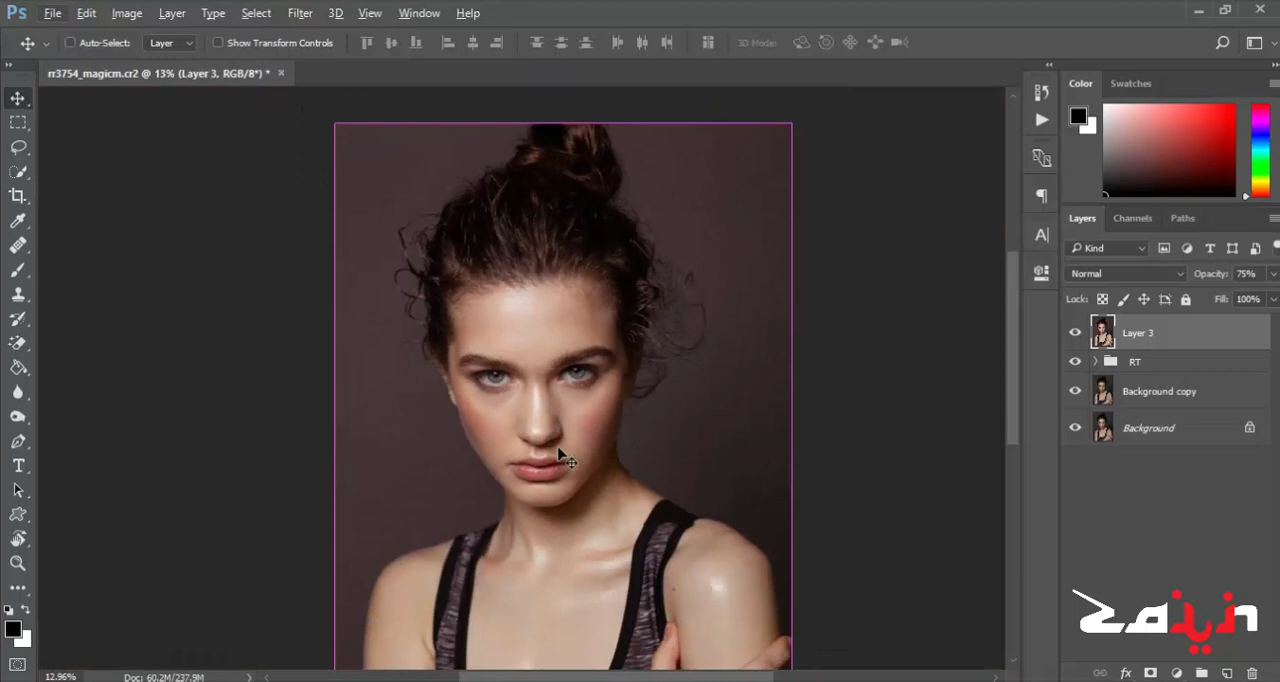 Ps File Edit Image Layer Type Select Filter 3D View Window Help
Auto-Select: Layer Show Transform Controls 3D Mode:
rr3754_magicm.cr2 @ 13% (Layer 3, RGB/8*) * ×
Color Swatches
Layers Channels Paths
Kind
Normal Opacity: 75%
Lock: Fill: 100%
Layer 3
RT
Background copy
Background
12.96% Doc: 60.2M/237.9M